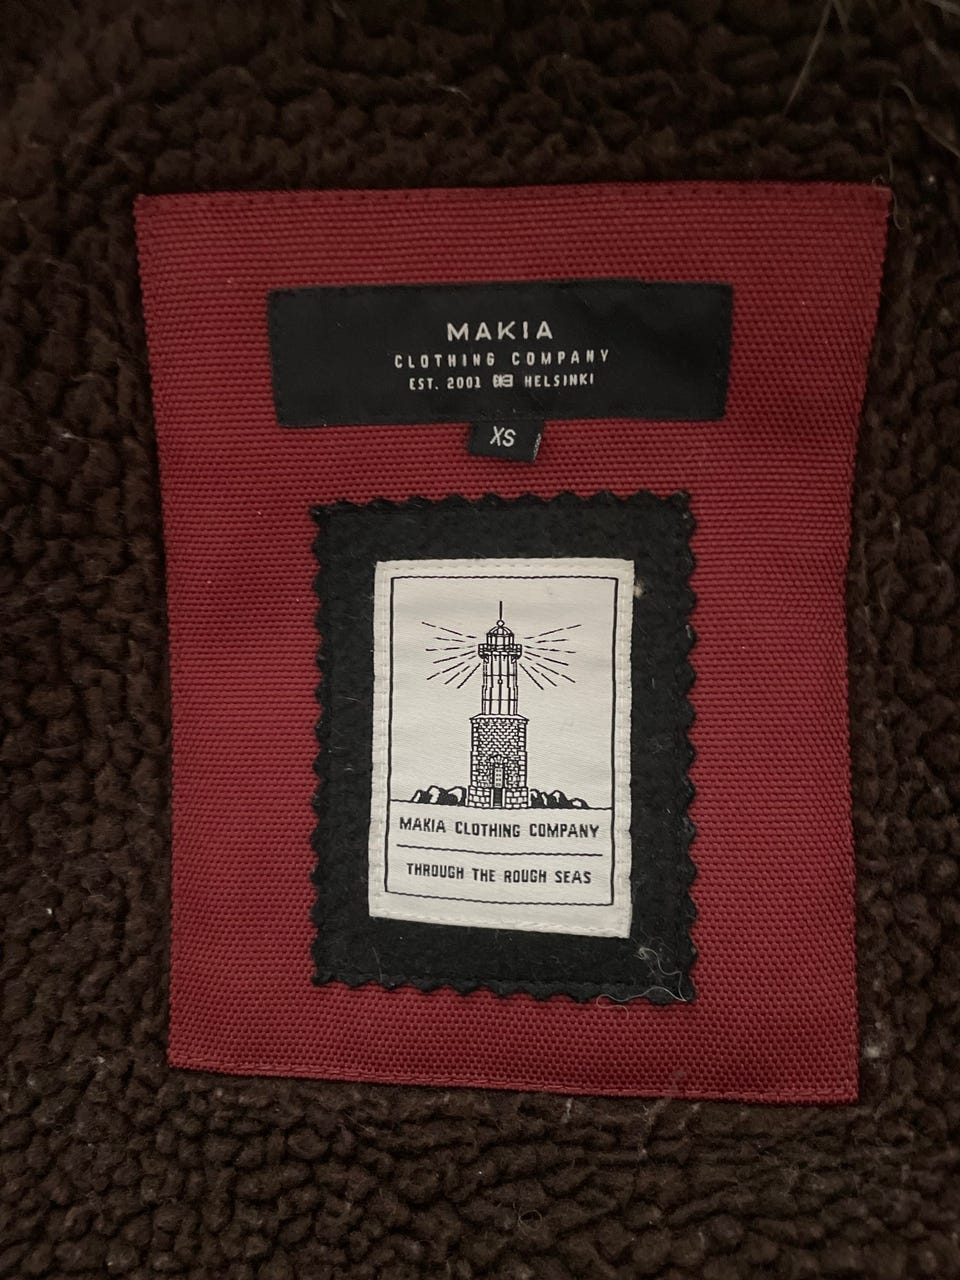 MAKIA
CLOTHING COMPANY
EST. 2001 HELSINKI
XS
MAKIA CLOTHING COMPANY
THROUGH THE ROUGH SEAS